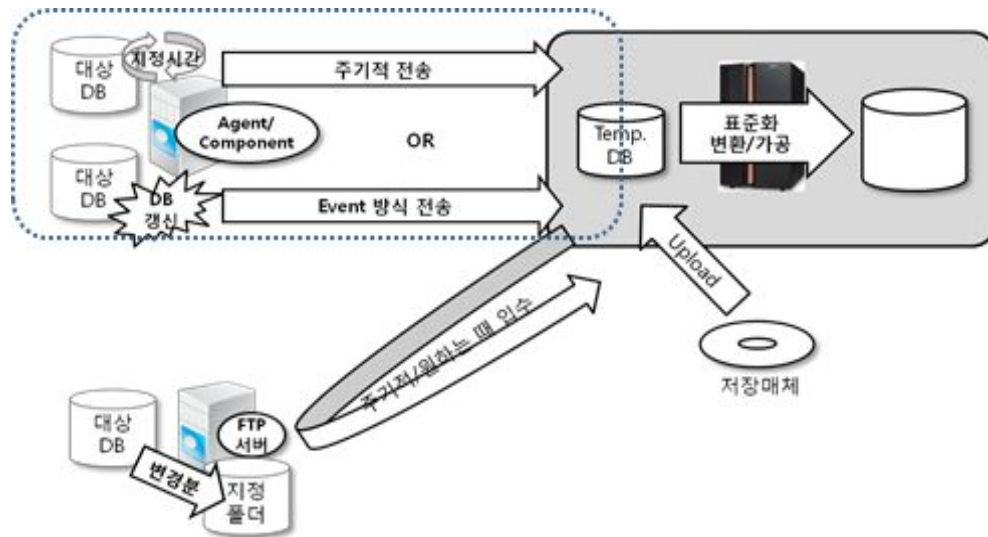 지정시간
대상
DB
주기적 전송
Agent/
Component
OR
Temp.
DB
표준화
변환/가공
대상
DB
DB
갱신
Event 방식 전송
Upload
주기적/원하는 때 인수
저장매체
대상
DB
FTP
서버
변경분
지정
폴더